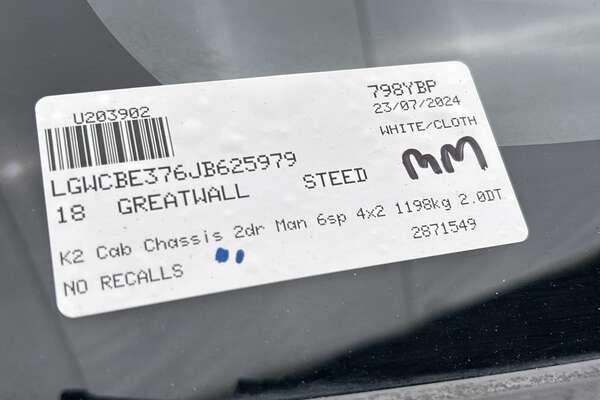 U203902
798YBP
23/07/2024
LGWCBE376JB625979
WHITE/CLOTH
18 GREATWALL STEED
MM
K2 Cab Chassis 2dr Man 6sp 4x2 1198kg 2.0DT
NO RECALLS
2871549